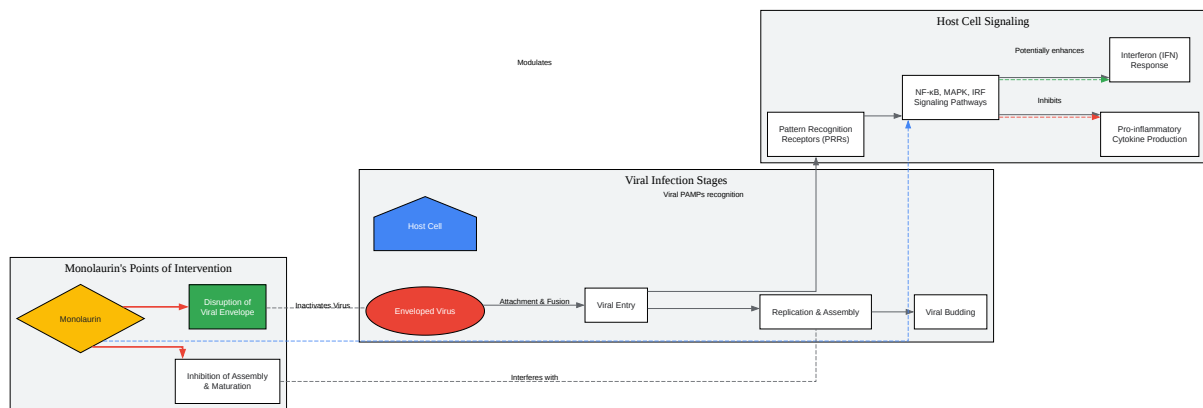 Host Cell Signaling
Potentially enhances
Interferon (IFN)
Response
Modulates
NF-κB, MAPK, IRF
Signaling Pathways
Inhibits
Pattern Recognition
Receptors (PRRs)
Pro-inflammatory
Cytokine Production
Viral Infection Stages
Viral PAMPs recognition
Host Cell
Monolaurin's Points of Intervention
Monolaurin
Disruption of
Viral Envelope
Inactivates Virus
Enveloped Virus
Attachment & Fusion
Viral Entry
Replication & Assembly
Viral Budding
Inhibition of Assembly
& Maturation
Interferes with